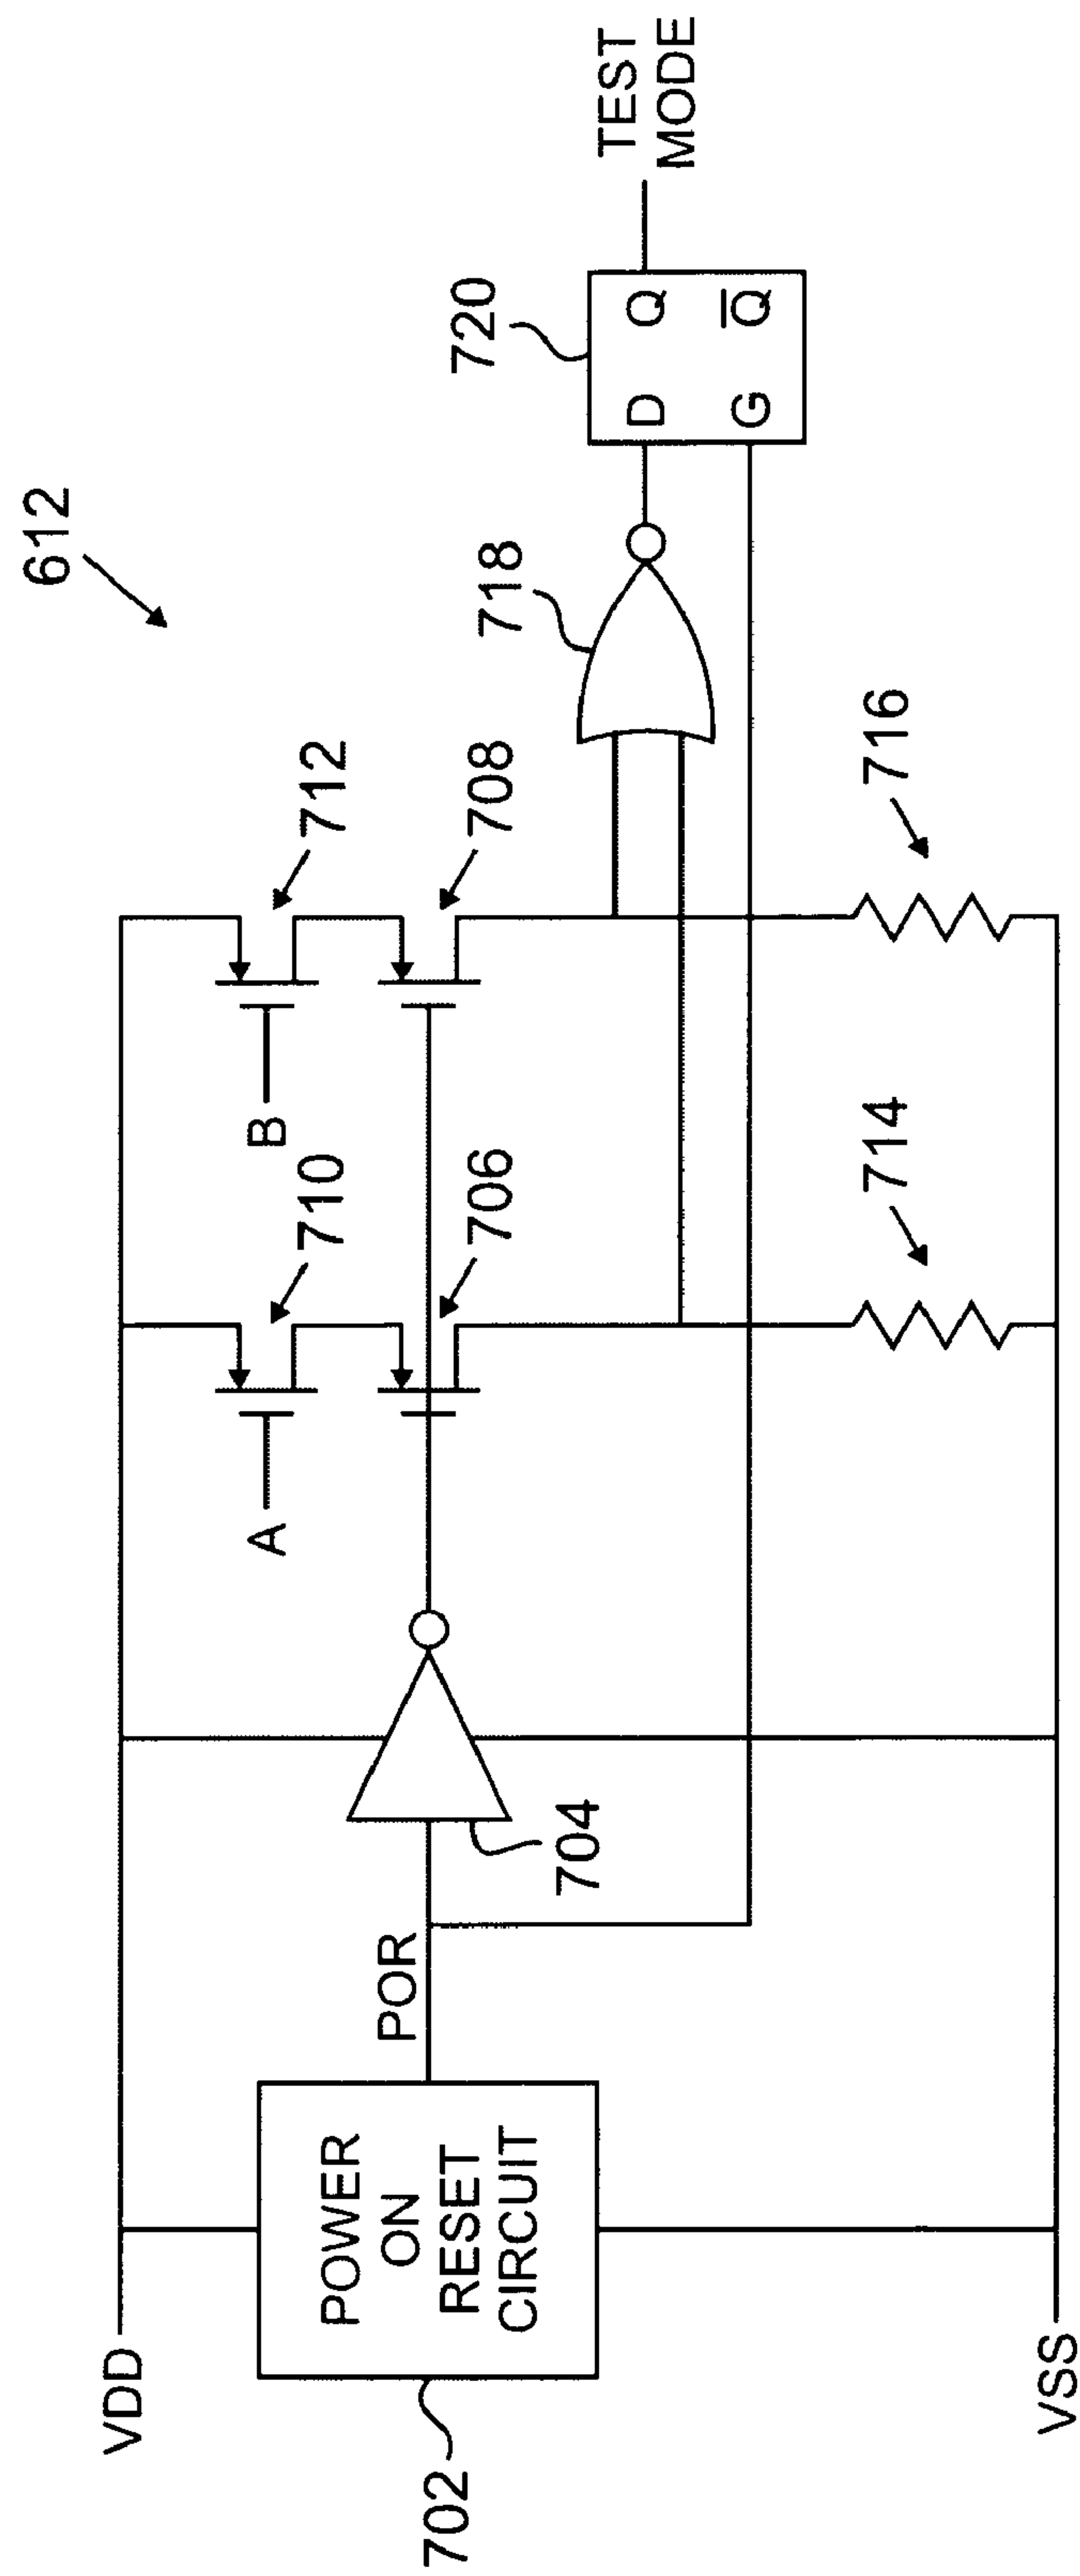 612
VDD
702
POWER
ON
RESET
CIRCUIT
POR
704
A
710
706
714
B
712
708
716
718
720
D
Q
G
Q̅
TEST
MODE
VSS